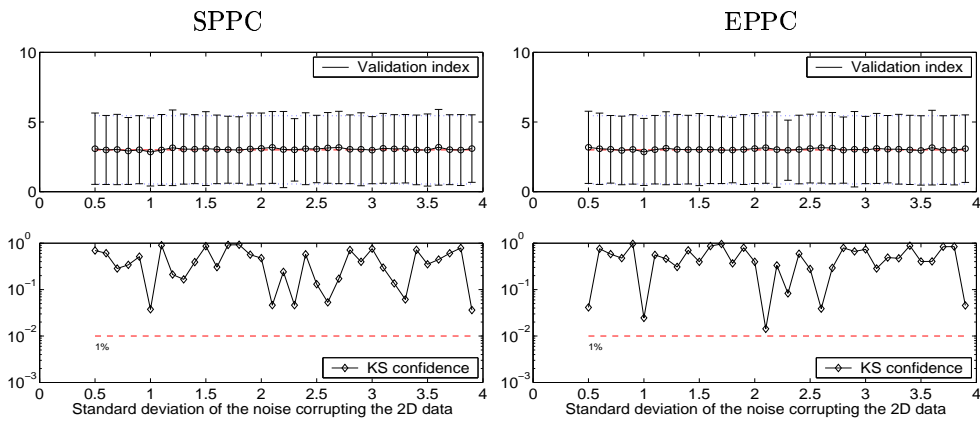 SPPC
EPPC
10
5
0
Validation index
0 0.5 1 1.5 2 2.5 3 3.5 4
10
5
0
Validation index
0 0.5 1 1.5 2 2.5 3 3.5 4
10^0
10^-1
10^-2
10^-3
1%
KS confidence
0 0.5 1 1.5 2 2.5 3 3.5 4
Standard deviation of the noise corrupting the 2D data
10^0
10^-1
10^-2
10^-3
1%
KS confidence
0 0.5 1 1.5 2 2.5 3 3.5 4
Standard deviation of the noise corrupting the 2D data